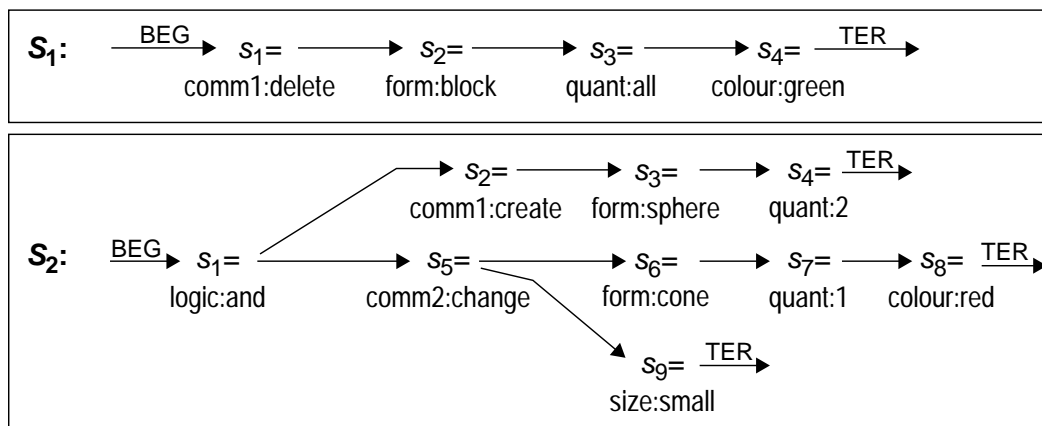 S₁: BEG s₁= s₂= s₃= s₄= TER
comm1:delete form:block quant:all colour:green
s₂= s₃= s₄= TER
comm1:create form:sphere quant:2
S₂: BEG s₁= s₅= s₆= s₇= s₈= TER
logic:and comm2:change form:cone quant:1 colour:red
s₉= TER
size:small